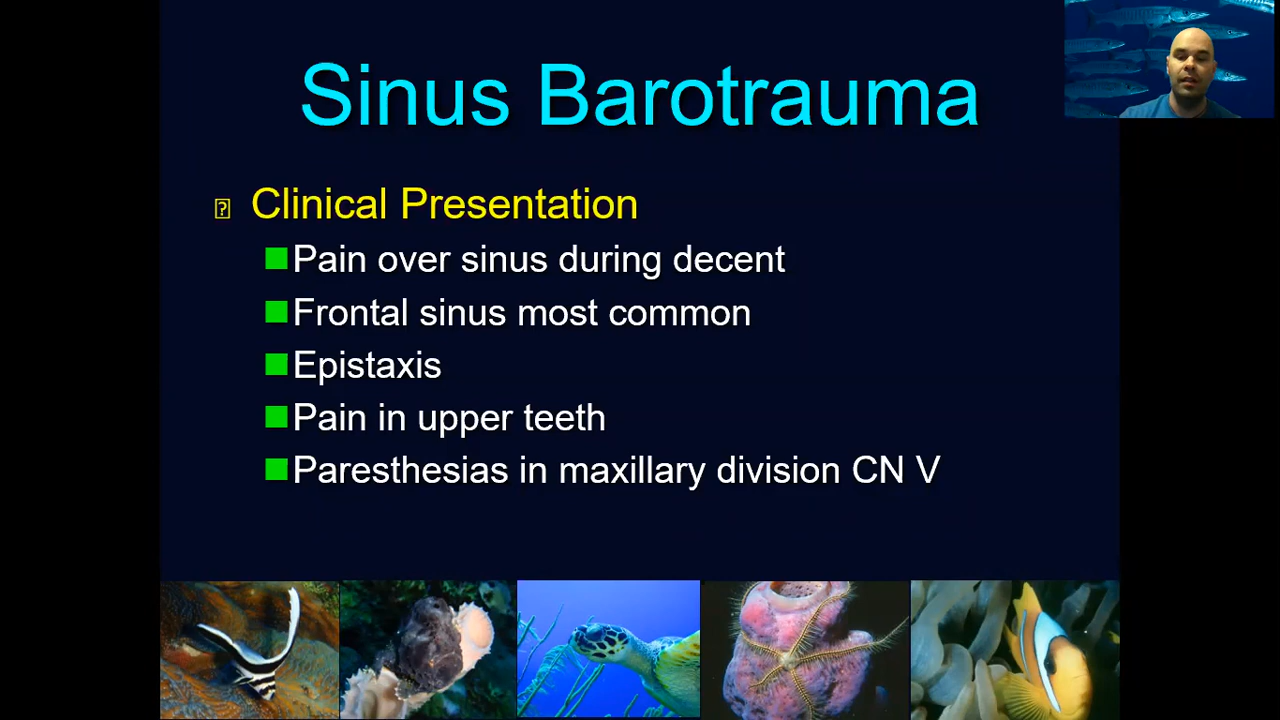 Sinus Barotrauma
Clinical Presentation
Pain over sinus during decent
Frontal sinus most common
Epistaxis
Pain in upper teeth
Paresthesias in maxillary division CN V